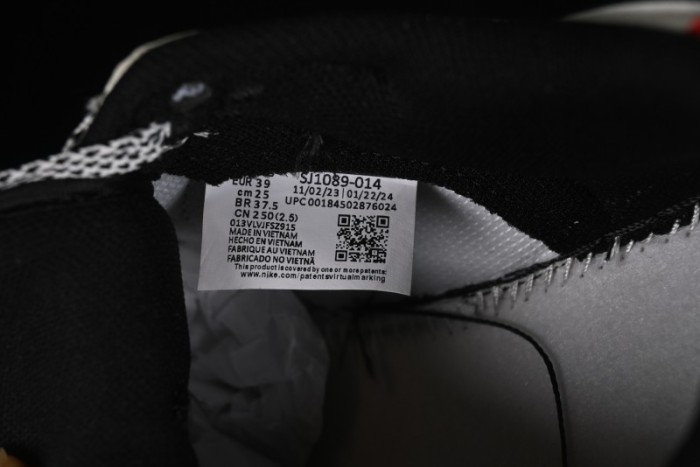 EUR 39
SJ1089-014
cm 25
11/02/23 | 01/22/24
BR 37.5
UPC 00184502876024
CN 250(2.5)
013VLVJFSZ915
MADE IN VIETNAM
HECHO EN VIETNAM
FABRIQUE AU VIETNAM
FABRICADO NO VIETNÃ
This product is covered by one or more patents:
www.nike.com/patentsvirtualmarking